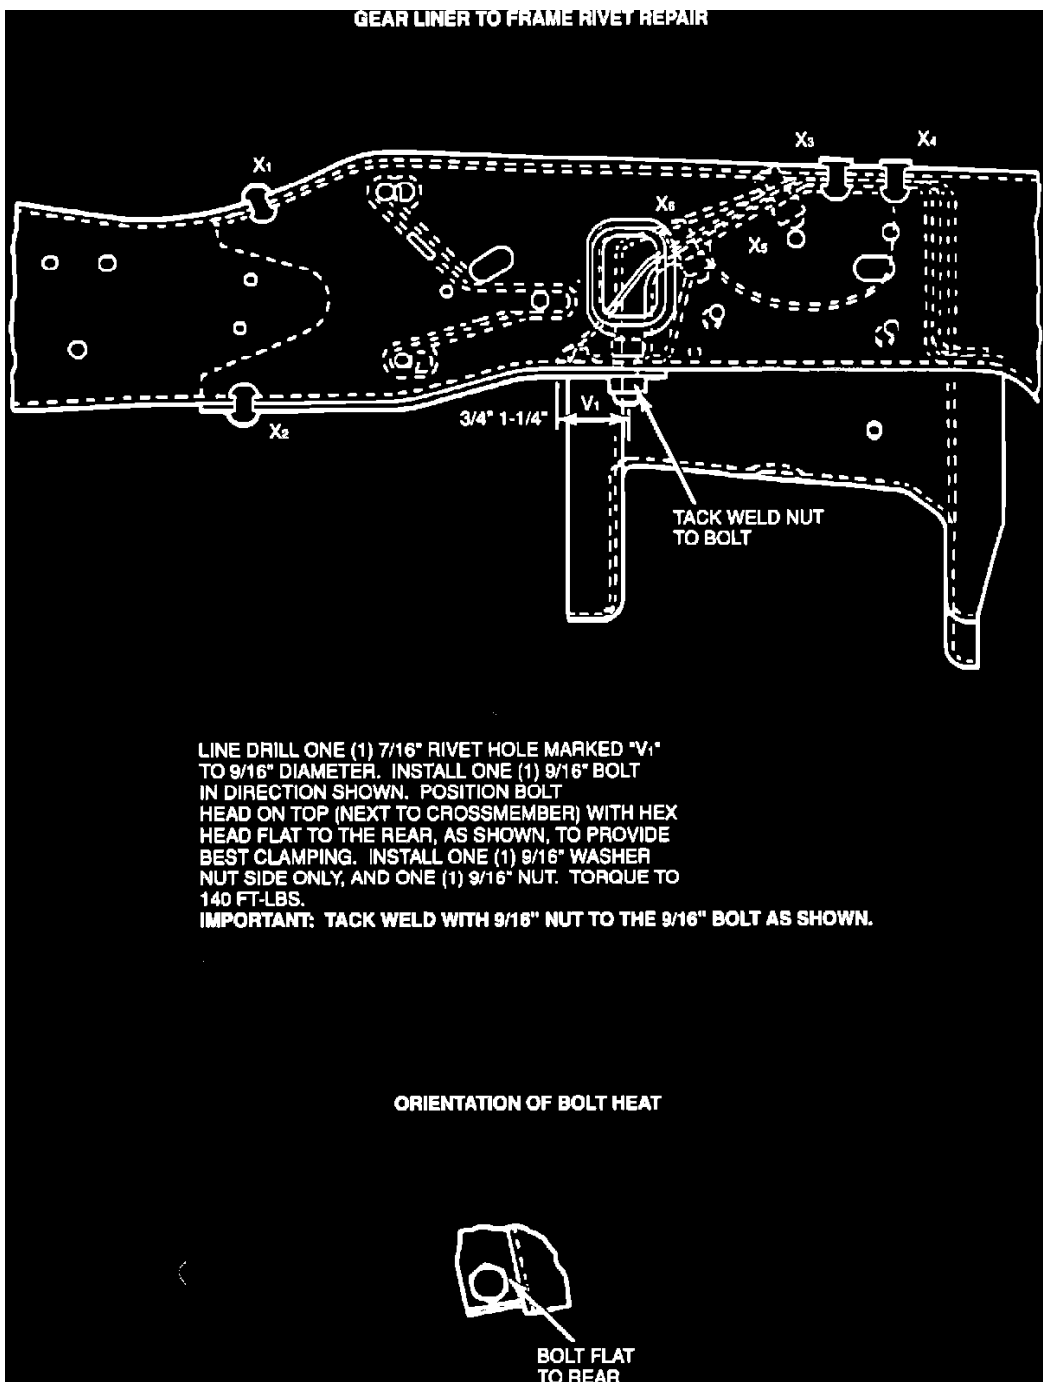 GEAR LINER TO FRAME RIVET REPAIR
X1
X3
X4
X6
X5
X2
3/4" 1-1/4"
V1
TACK WELD NUT
TO BOLT
LINE DRILL ONE (1) 7/16" RIVET HOLE MARKED "V1"
TO 9/16" DIAMETER. INSTALL ONE (1) 9/16" BOLT
IN DIRECTION SHOWN. POSITION BOLT
HEAD ON TOP (NEXT TO CROSSMEMBER) WITH HEX
HEAD FLAT TO THE REAR, AS SHOWN, TO PROVIDE
BEST CLAMPING. INSTALL ONE (1) 9/16" WASHER
NUT SIDE ONLY, AND ONE (1) 9/16" NUT. TORQUE TO
140 FT-LBS.
IMPORTANT: TACK WELD WITH 9/16" NUT TO THE 9/16" BOLT AS SHOWN.
ORIENTATION OF BOLT HEAT
BOLT FLAT
TO REAR